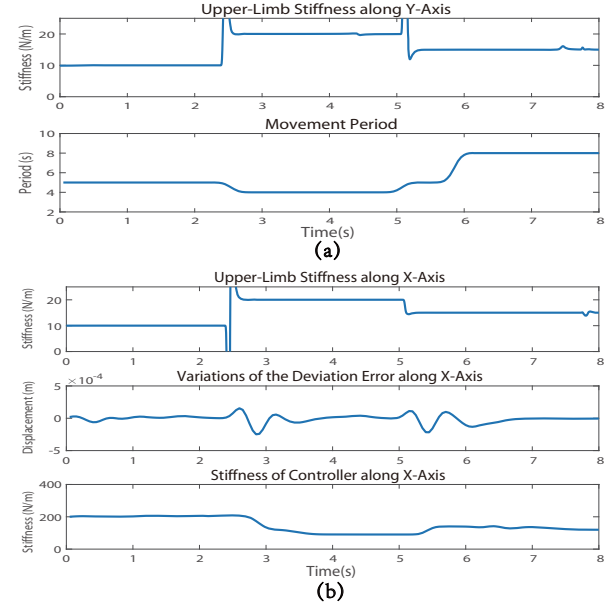 Upper-Limb Stiffness along Y-Axis
Stiffness (N/m)
20
10
0
0 1 2 3 4 5 6 7 8
Movement Period
Period (s)
10
8
6
4
2
0 1 2 3 4 5 6 7 8
Time(s)
(a)
Upper-Limb Stiffness along X-Axis
Stiffness (N/m)
20
10
0
0 1 2 3 4 5 6 7 8
Variations of the Deviation Error along X-Axis
Displacement (m)
×10⁻⁴
5
0
-5
0 1 2 3 4 5 6 7 8
Stiffness of Controller along X-Axis
Stiffness (N/m)
400
200
0
0 1 2 3 4 5 6 7 8
Time(s)
(b)